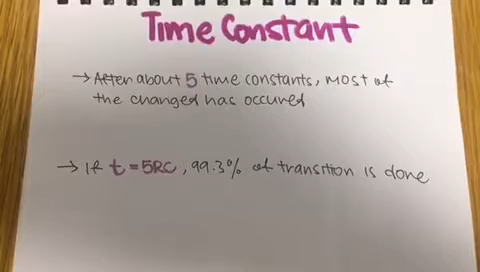 Time Constant
→ After about 5 time constants, most of
the changed has occured
→ If t = 5RC, 99.3% of transition is done